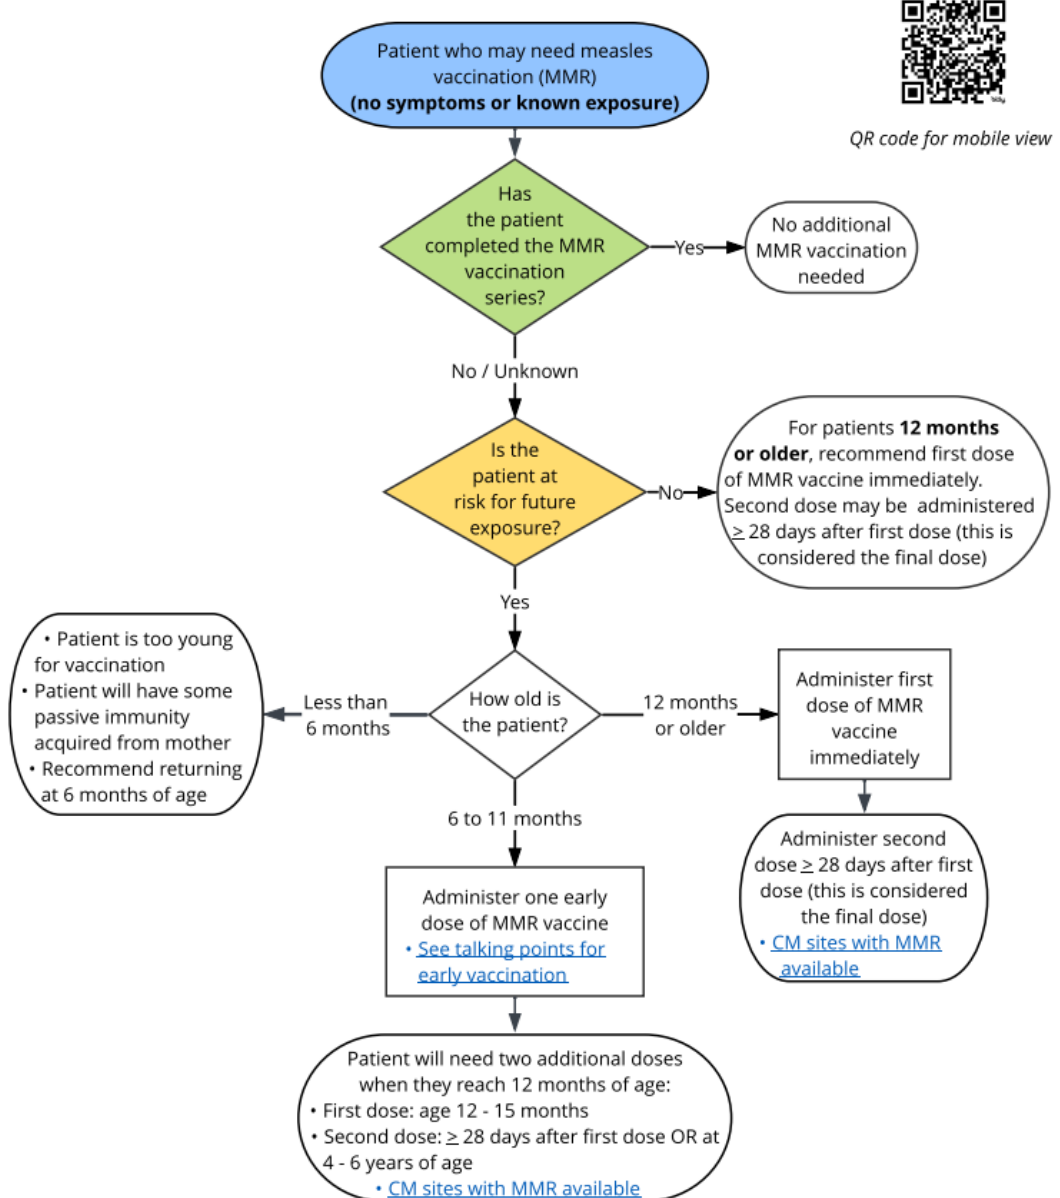 Patient who may need measles
vaccination (MMR)
(no symptoms or known exposure)
QR code for mobile view
Has
the patient
completed the MMR
vaccination
series?
Yes
No additional
MMR vaccination
needed
No / Unknown
Is the
patient at
risk for future
exposure?
No
For patients 12 months
or older, recommend first dose
of MMR vaccine immediately.
Second dose may be administered
≥ 28 days after first dose (this is
considered the final dose)
Yes
How old is
the patient?
Less than
6 months
• Patient is too young
for vaccination
• Patient will have some
passive immunity
acquired from mother
• Recommend returning
at 6 months of age
12 months
or older
Administer first
dose of MMR
vaccine
immediately
Administer second
dose ≥ 28 days after first
dose (this is considered
the final dose)
• CM sites with MMR
available
6 to 11 months
Administer one early
dose of MMR vaccine
• See talking points for
early vaccination
Patient will need two additional doses
when they reach 12 months of age:
• First dose: age 12 - 15 months
• Second dose: ≥ 28 days after first dose OR at
4 - 6 years of age
• CM sites with MMR available